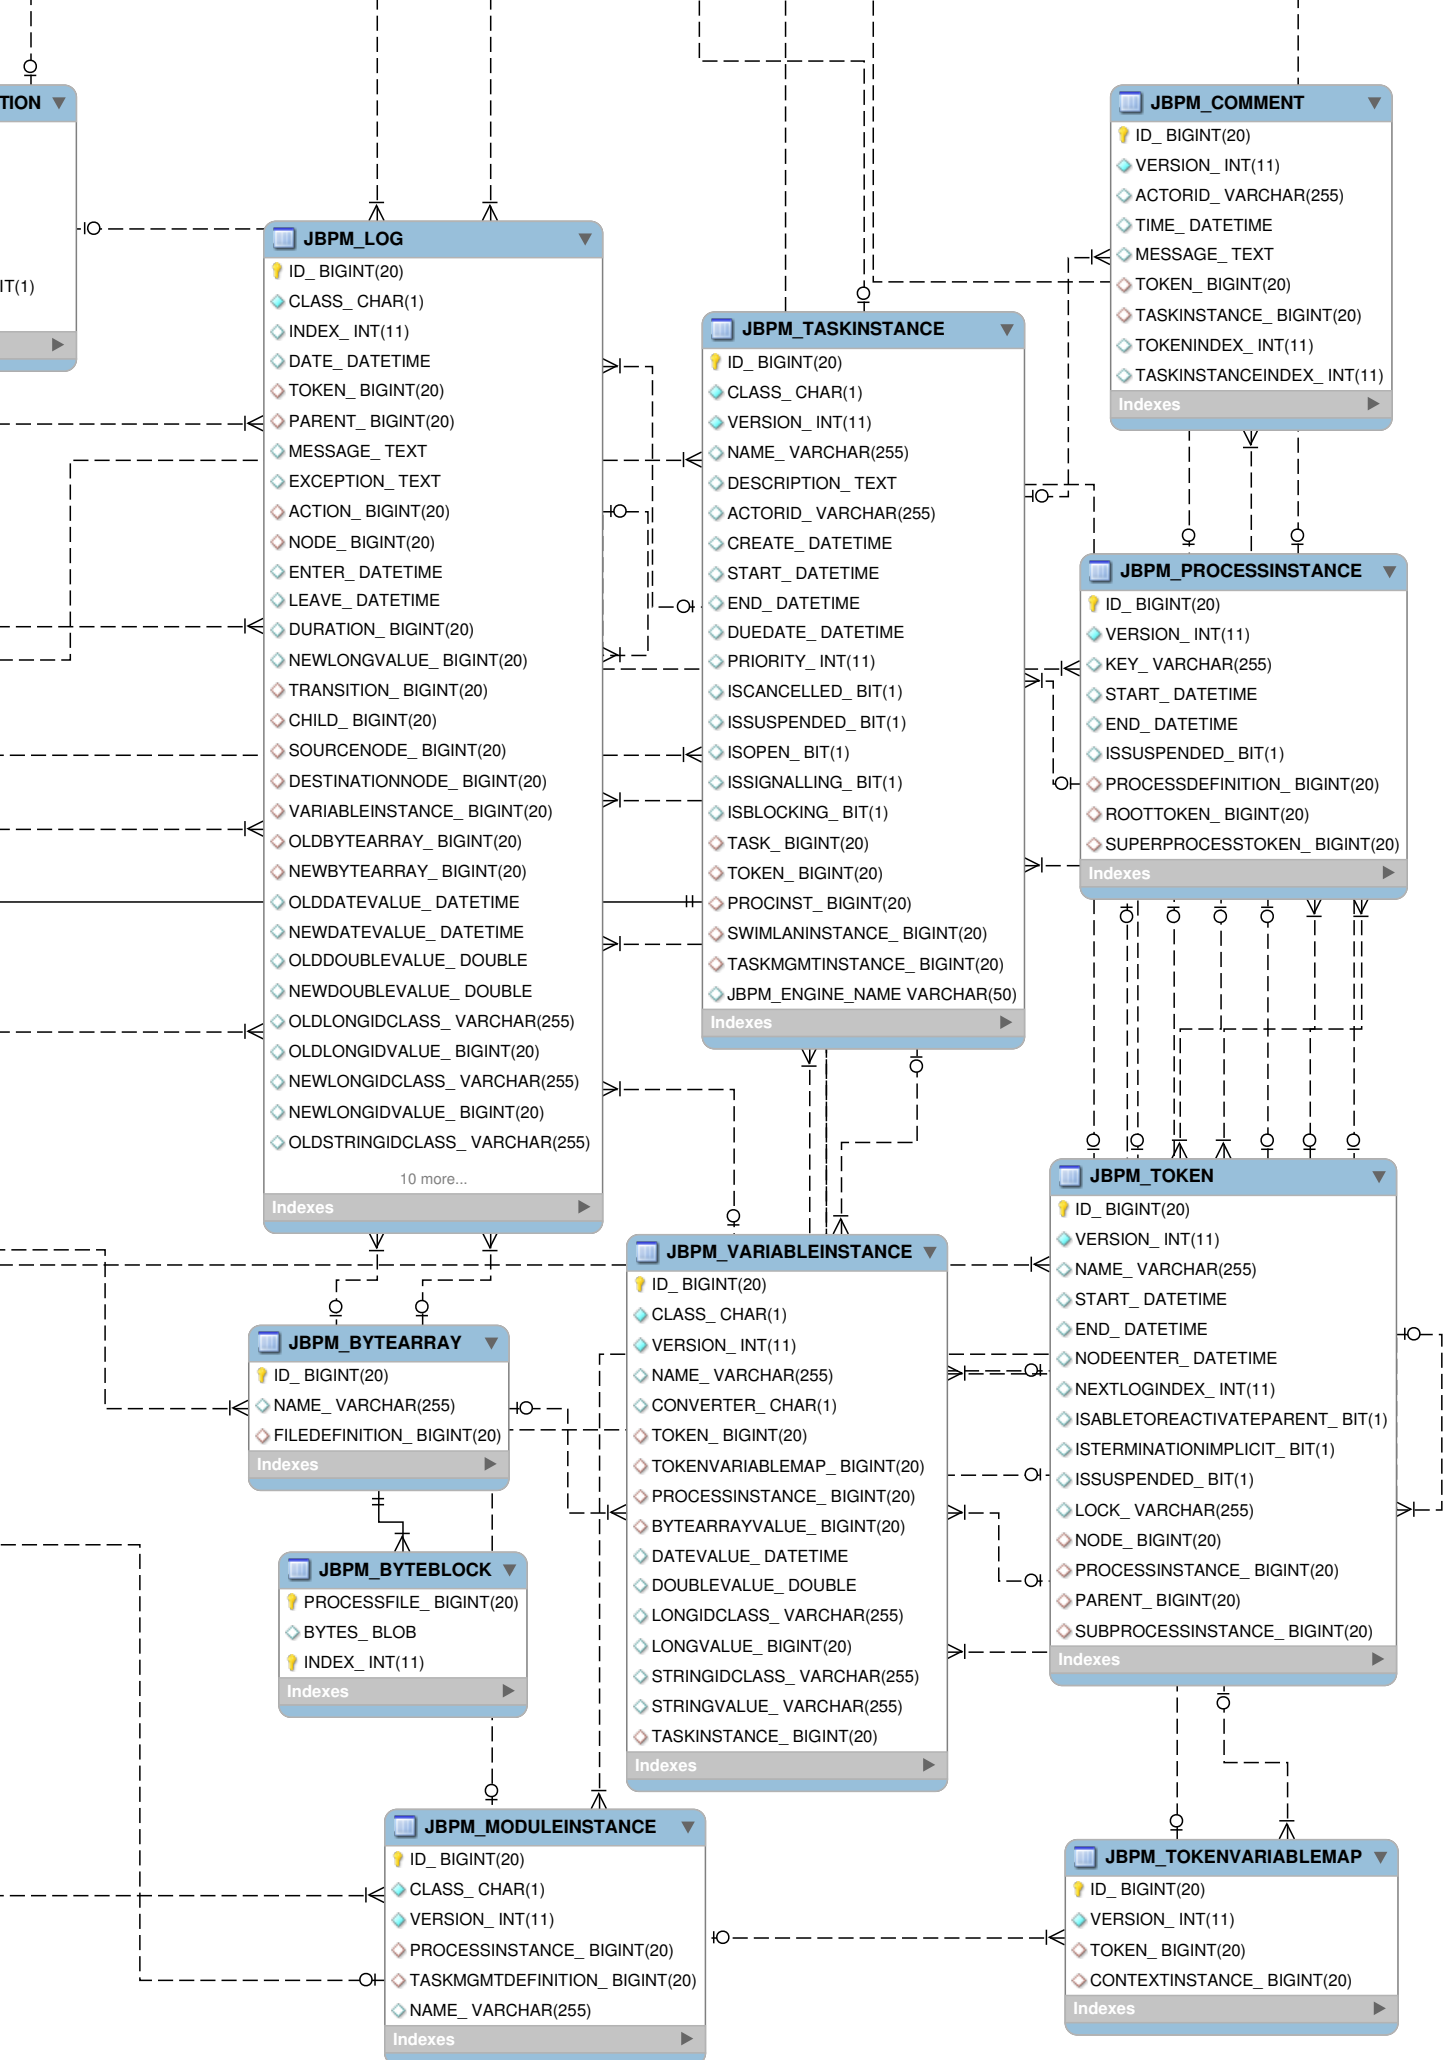 TION
IT(1)
JBPM_LOG
ID_ BIGINT(20)
CLASS_ CHAR(1)
INDEX_ INT(11)
DATE_ DATETIME
TOKEN_ BIGINT(20)
PARENT_ BIGINT(20)
MESSAGE_ TEXT
EXCEPTION_ TEXT
ACTION_ BIGINT(20)
NODE_ BIGINT(20)
ENTER_ DATETIME
LEAVE_ DATETIME
DURATION_ BIGINT(20)
NEWLONGVALUE_ BIGINT(20)
TRANSITION_ BIGINT(20)
CHILD_ BIGINT(20)
SOURCENODE_ BIGINT(20)
DESTINATIONNODE_ BIGINT(20)
VARIABLEINSTANCE_ BIGINT(20)
OLDBYTEARRAY_ BIGINT(20)
NEWBYTEARRAY_ BIGINT(20)
OLDDATEVALUE_ DATETIME
NEWDATEVALUE_ DATETIME
OLDDOUBLEVALUE_ DOUBLE
NEWDOUBLEVALUE_ DOUBLE
OLDLONGIDCLASS_ VARCHAR(255)
OLDLONGIDVALUE_ BIGINT(20)
NEWLONGIDCLASS_ VARCHAR(255)
NEWLONGIDVALUE_ BIGINT(20)
OLDSTRINGIDCLASS_ VARCHAR(255)
10 more...
Indexes
JBPM_TASKINSTANCE
ID_ BIGINT(20)
CLASS_ CHAR(1)
VERSION_ INT(11)
NAME_ VARCHAR(255)
DESCRIPTION_ TEXT
ACTORID_ VARCHAR(255)
CREATE_ DATETIME
START_ DATETIME
END_ DATETIME
DUEDATE_ DATETIME
PRIORITY_ INT(11)
ISCANCELLED_ BIT(1)
ISSUSPENDED_ BIT(1)
ISOPEN_ BIT(1)
ISSIGNALLING_ BIT(1)
ISBLOCKING_ BIT(1)
TASK_ BIGINT(20)
TOKEN_ BIGINT(20)
PROCINST_ BIGINT(20)
SWIMLANINSTANCE_ BIGINT(20)
TASKMGMTINSTANCE_ BIGINT(20)
JBPM_ENGINE_NAME VARCHAR(50)
Indexes
JBPM_COMMENT
ID_ BIGINT(20)
VERSION_ INT(11)
ACTORID_ VARCHAR(255)
TIME_ DATETIME
MESSAGE_ TEXT
TOKEN_ BIGINT(20)
TASKINSTANCE_ BIGINT(20)
TOKENINDEX_ INT(11)
TASKINSTANCEINDEX_ INT(11)
Indexes
JBPM_PROCESSINSTANCE
ID_ BIGINT(20)
VERSION_ INT(11)
KEY_ VARCHAR(255)
START_ DATETIME
END_ DATETIME
ISSUSPENDED_ BIT(1)
PROCESSDEFINITION_ BIGINT(20)
ROOTTOKEN_ BIGINT(20)
SUPERPROCESSTOKEN_ BIGINT(20)
Indexes
JBPM_BYTEARRAY
ID_ BIGINT(20)
NAME_ VARCHAR(255)
FILEDEFINITION_ BIGINT(20)
Indexes
JBPM_BYTEBLOCK
PROCESSFILE_ BIGINT(20)
BYTES_ BLOB
INDEX_ INT(11)
Indexes
JBPM_VARIABLEINSTANCE
ID_ BIGINT(20)
CLASS_ CHAR(1)
VERSION_ INT(11)
NAME_ VARCHAR(255)
CONVERTER_ CHAR(1)
TOKEN_ BIGINT(20)
TOKENVARIABLEMAP_ BIGINT(20)
PROCESSINSTANCE_ BIGINT(20)
BYTEARRAYVALUE_ BIGINT(20)
DATEVALUE_ DATETIME
DOUBLEVALUE_ DOUBLE
LONGIDCLASS_ VARCHAR(255)
LONGVALUE_ BIGINT(20)
STRINGIDCLASS_ VARCHAR(255)
STRINGVALUE_ VARCHAR(255)
TASKINSTANCE_ BIGINT(20)
Indexes
JBPM_TOKEN
ID_ BIGINT(20)
VERSION_ INT(11)
NAME_ VARCHAR(255)
START_ DATETIME
END_ DATETIME
NODEENTER_ DATETIME
NEXTLOGINDEX_ INT(11)
ISABLETOREACTIVATEPARENT_ BIT(1)
ISTERMINATIONIMPLICIT_ BIT(1)
ISSUSPENDED_ BIT(1)
LOCK_ VARCHAR(255)
NODE_ BIGINT(20)
PROCESSINSTANCE_ BIGINT(20)
PARENT_ BIGINT(20)
SUBPROCESSINSTANCE_ BIGINT(20)
Indexes
JBPM_MODULEINSTANCE
ID_ BIGINT(20)
CLASS_ CHAR(1)
VERSION_ INT(11)
PROCESSINSTANCE_ BIGINT(20)
TASKMGMTDEFINITION_ BIGINT(20)
NAME_ VARCHAR(255)
Indexes
JBPM_TOKENVARIABLEMAP
ID_ BIGINT(20)
VERSION_ INT(11)
TOKEN_ BIGINT(20)
CONTEXTINSTANCE_ BIGINT(20)
Indexes